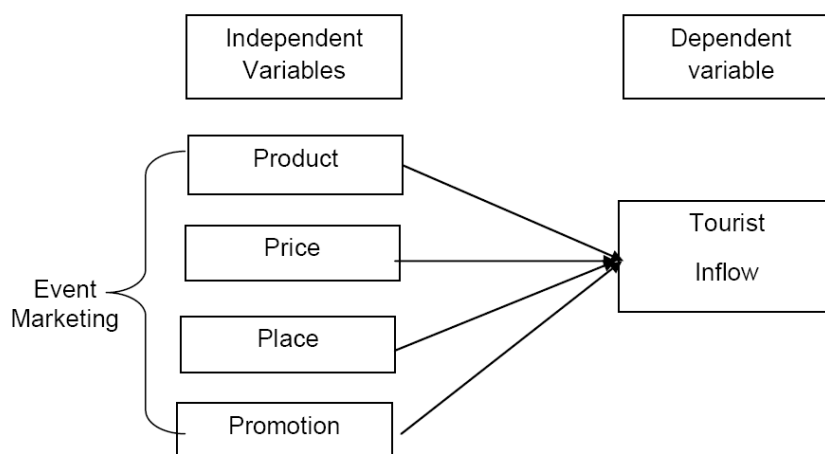 Independent
Variables
Dependent
variable
Product
Price
Place
Promotion
Event
Marketing
Tourist
Inflow